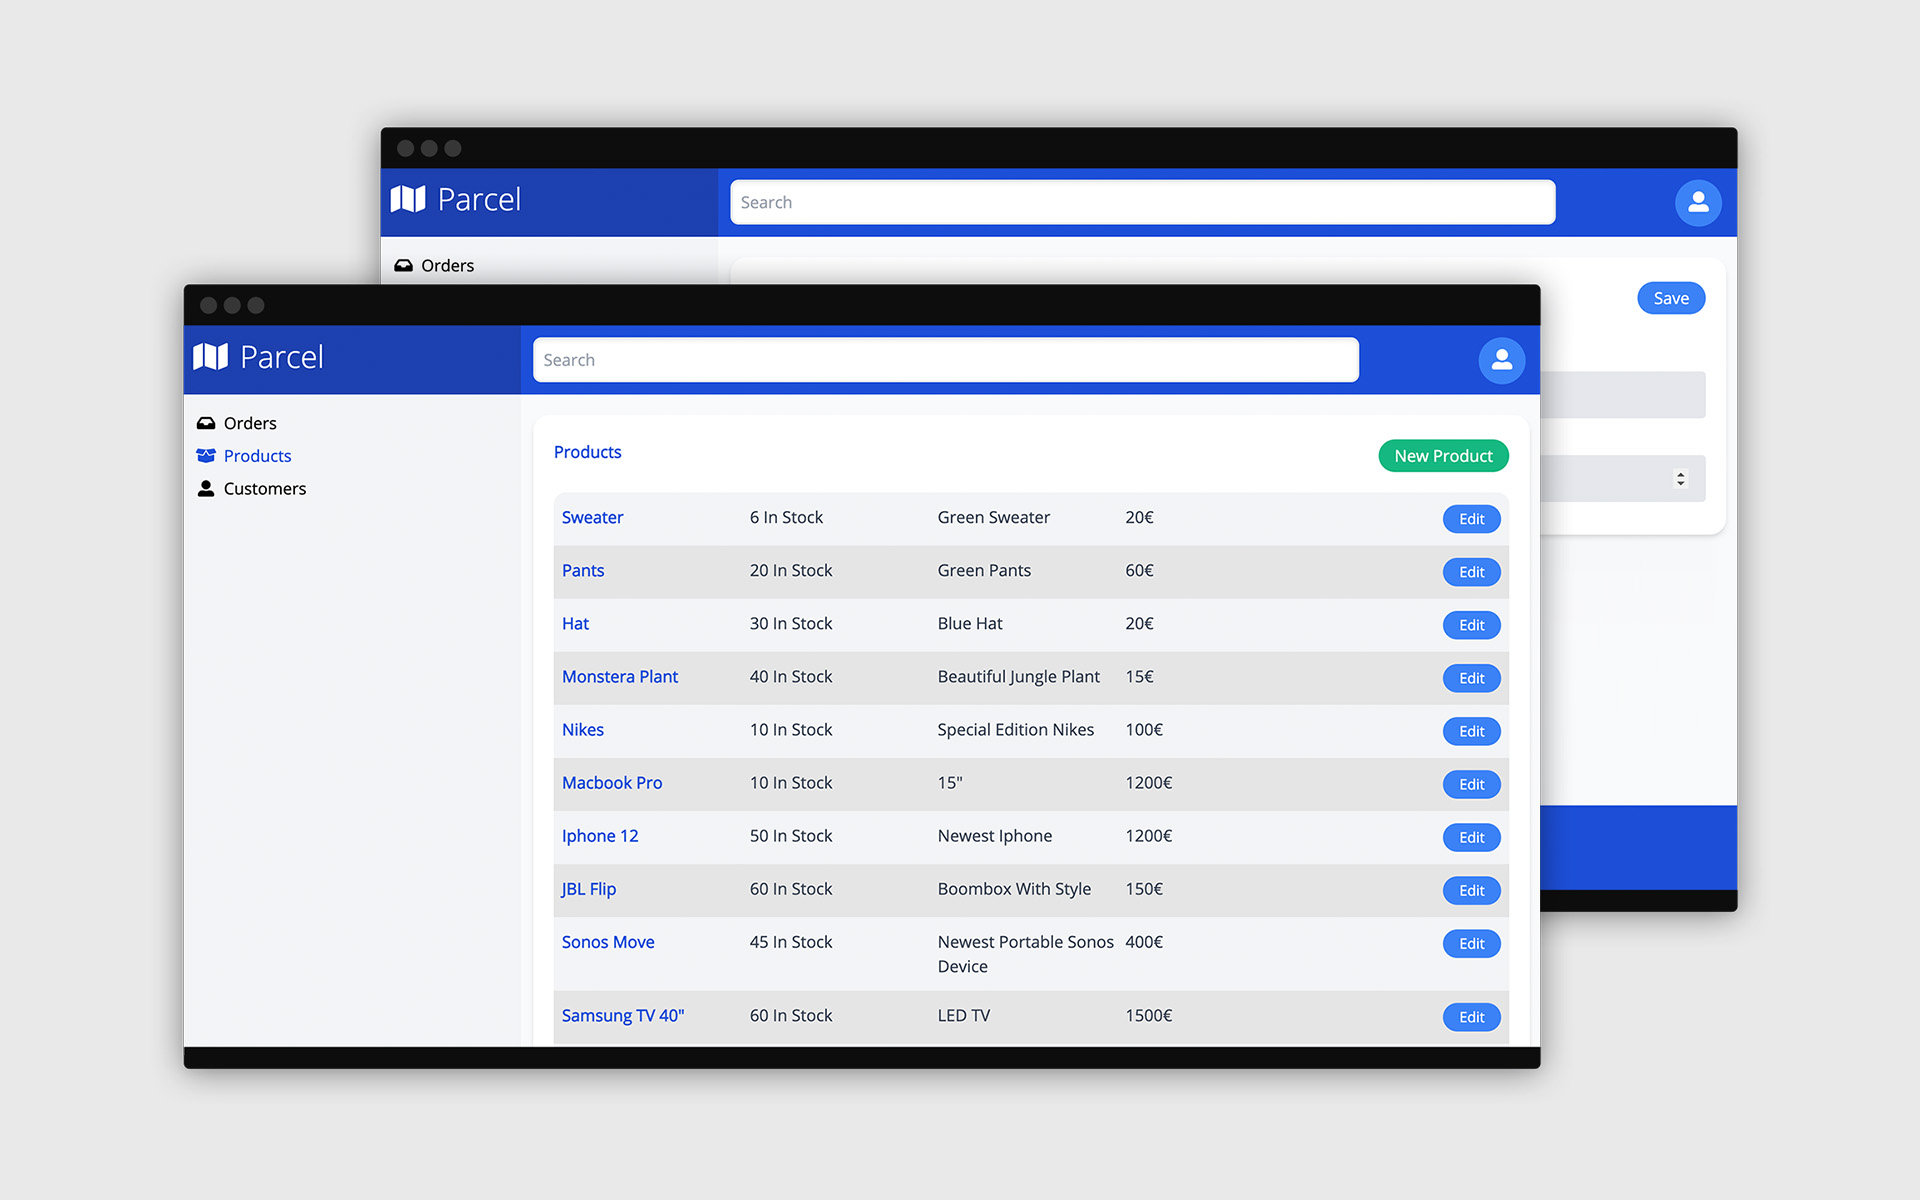 Parcel
Search
Orders
Save
Parcel
Search
Orders
Products
Customers
Products
New Product
Sweater 6 In Stock Green Sweater 20€ Edit
Pants 20 In Stock Green Pants 60€ Edit
Hat 30 In Stock Blue Hat 20€ Edit
Monstera Plant 40 In Stock Beautiful Jungle Plant 15€ Edit
Nikes 10 In Stock Special Edition Nikes 100€ Edit
Macbook Pro 10 In Stock 15" 1200€ Edit
Iphone 12 50 In Stock Newest Iphone 1200€ Edit
JBL Flip 60 In Stock Boombox With Style 150€ Edit
Sonos Move 45 In Stock Newest Portable Sonos 400€ Edit
Device
Samsung TV 40" 60 In Stock LED TV 1500€ Edit